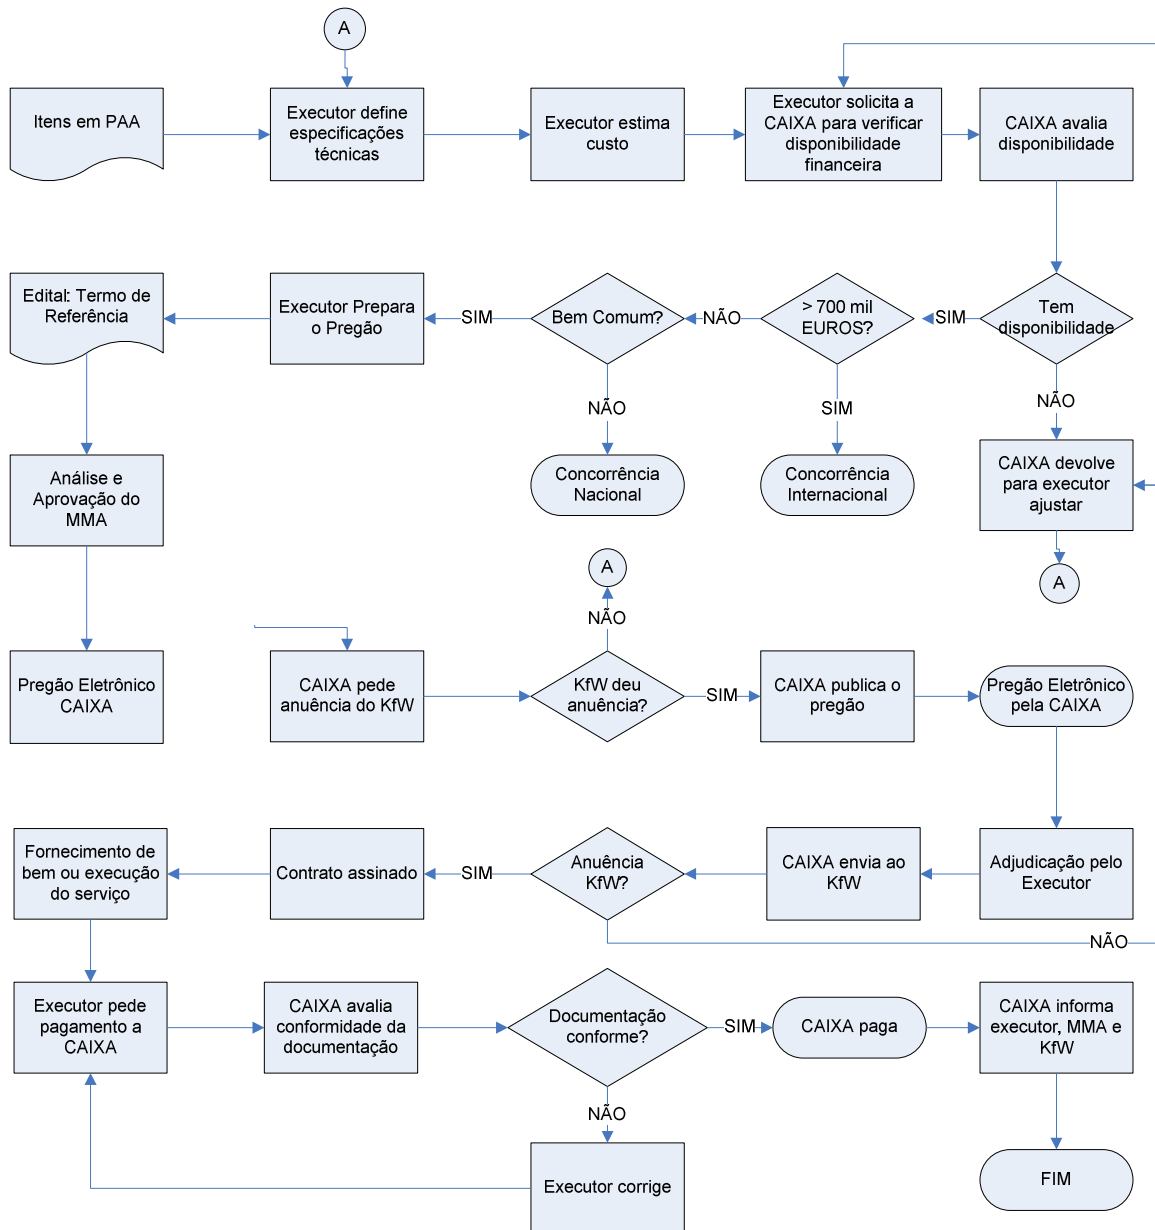 A
Itens em PAA
Executor define
especificações
técnicas
Executor estima
custo
Executor solicita a
CAIXA para verificar
disponibilidade
financeira
CAIXA avalia
disponibilidade
Edital: Termo de
Referência
Executor Prepara
o Pregão
SIM
Bem Comum?
NÃO
> 700 mil
EUROS?
SIM
Tem
disponibilidade
NÃO
SIM
NÃO
Concorrência
Nacional
Concorrência
Internacional
CAIXA devolve
para executor
ajustar
Análise e
Aprovação do
MMA
A
A
NÃO
Pregão Eletrônico
CAIXA
CAIXA pede
anuência do KfW
KfW deu
anuência?
SIM
CAIXA publica o
pregão
Pregão Eletrônico
pela CAIXA
Fornecimento de
bem ou execução
do serviço
Contrato assinado
SIM
Anuência
KfW?
CAIXA envia ao
KfW
Adjudicação pelo
Executor
NÃO
Executor pede
pagamento a
CAIXA
CAIXA avalia
conformidade da
documentação
Documentação
conforme?
SIM
CAIXA paga
CAIXA informa
executor, MMA e
KfW
NÃO
Executor corrige
FIM